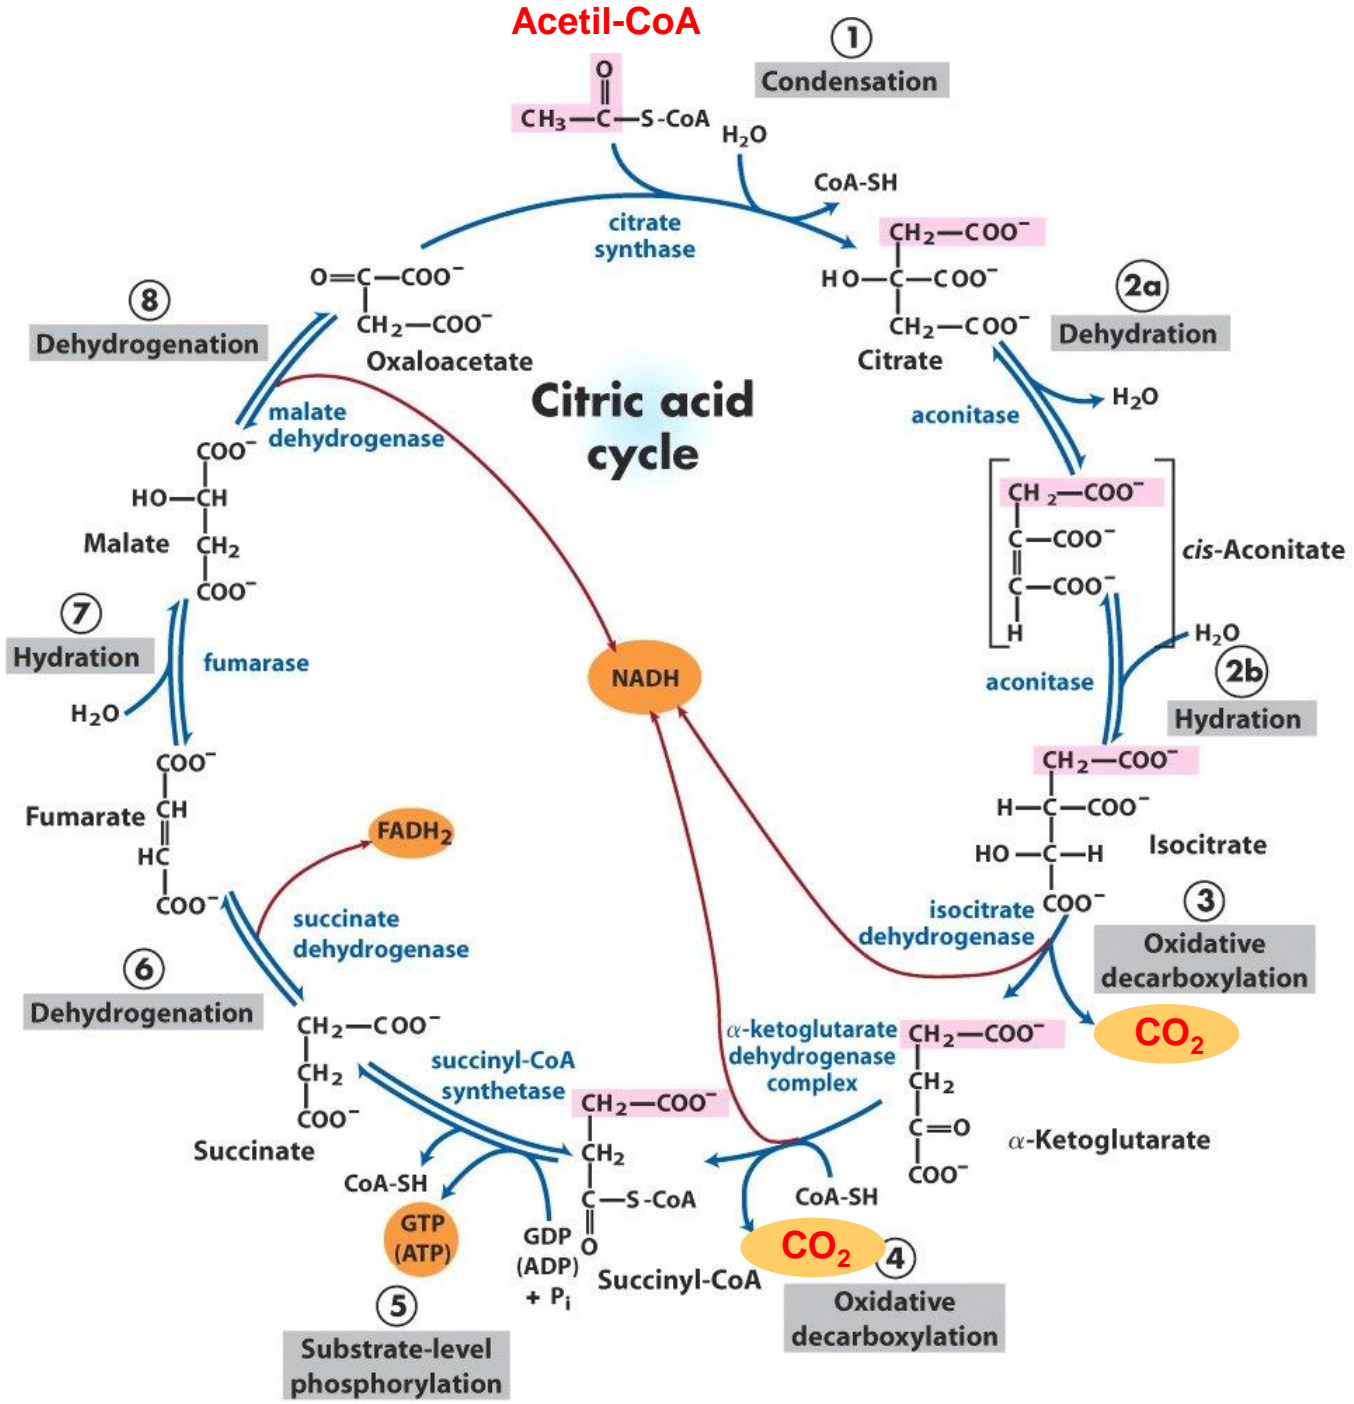 Acetil-CoA
1
Condensation
O
CH₃—C—S-CoA
H₂O
CoA-SH
citrate
synthase
CH₂—COO⁻
HO—C—COO⁻
CH₂—COO⁻
Citrate
2a
Dehydration
H₂O
aconitase
CH₂—COO⁻
C—COO⁻
C—COO⁻
H
cis-Aconitate
H₂O
aconitase
2b
Hydration
CH₂—COO⁻
H—C—COO⁻
HO—C—H
COO⁻
Isocitrate
isocitrate
dehydrogenase
3
Oxidative
decarboxylation
CO₂
CH₂—COO⁻
CH₂
C=O
COO⁻
α-Ketoglutarate
α-ketoglutarate
dehydrogenase
complex
CoA-SH
CO₂
4
Oxidative
decarboxylation
CH₂—COO⁻
CH₂
C—S-CoA
O
Succinyl-CoA
succinyl-CoA
synthetase
GDP
(ADP)
+ Pᵢ
CoA-SH
GTP
(ATP)
5
Substrate-level
phosphorylation
CH₂—COO⁻
CH₂
COO⁻
Succinate
6
Dehydrogenation
succinate
dehydrogenase
FADH₂
COO⁻
CH
HC
COO⁻
Fumarate
7
Hydration
H₂O
fumarase
COO⁻
HO—CH
CH₂
COO⁻
Malate
8
Dehydrogenation
malate
dehydrogenase
O=C—COO⁻
CH₂—COO⁻
Oxaloacetate
Citric acid
cycle
NADH